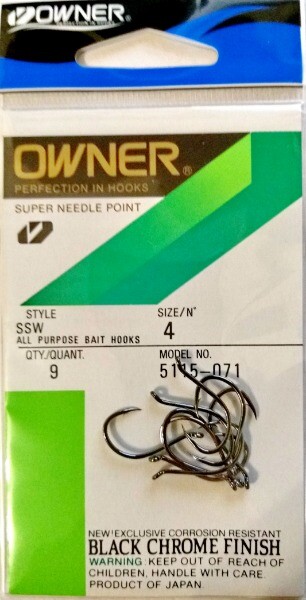 OWNER®
OWNER®
PERFECTION IN HOOKS
SUPER NEEDLE POINT
STYLE SIZE/N°
SSW 4
ALL PURPOSE BAIT HOOKS
QTY./QUANT. MODEL NO.
9 5115-071
NEW! EXCLUSIVE CORROSION RESISTANT
BLACK CHROME FINISH
WARNING: KEEP OUT OF REACH OF
CHILDREN, HANDLE WITH CARE.
PRODUCT OF JAPAN.